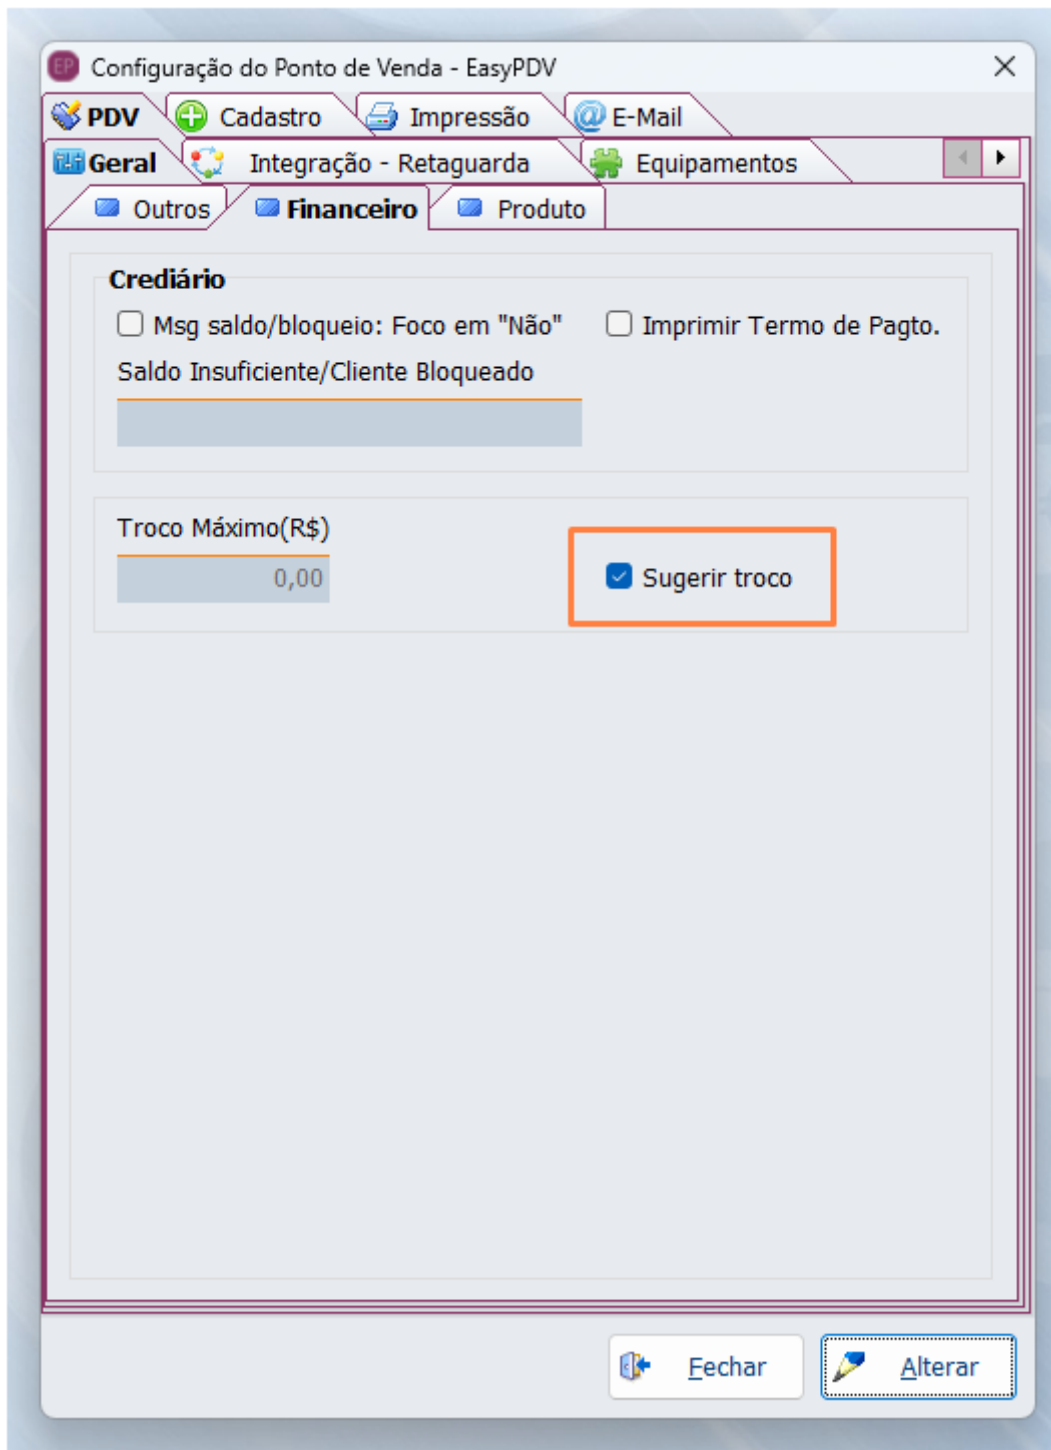 EP Configuração do Ponto de Venda - EasyPDV
PDV Cadastro Impressão E-Mail
Geral Integração - Retaguarda Equipamentos
Outros Financeiro Produto
Crediário
Msg saldo/bloqueio: Foco em "Não" Imprimir Termo de Pagto.
Saldo Insuficiente/Cliente Bloqueado
Troco Máximo(R$)
0,00 Sugerir troco
Fechar Alterar